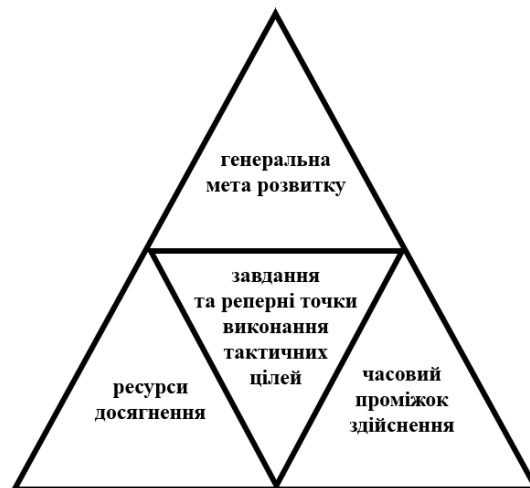 генеральна
мета розвитку
завдання
та реперні точки
виконання
тактичних
цілей
ресурси
досягнення
часовий
проміжок
здійснення